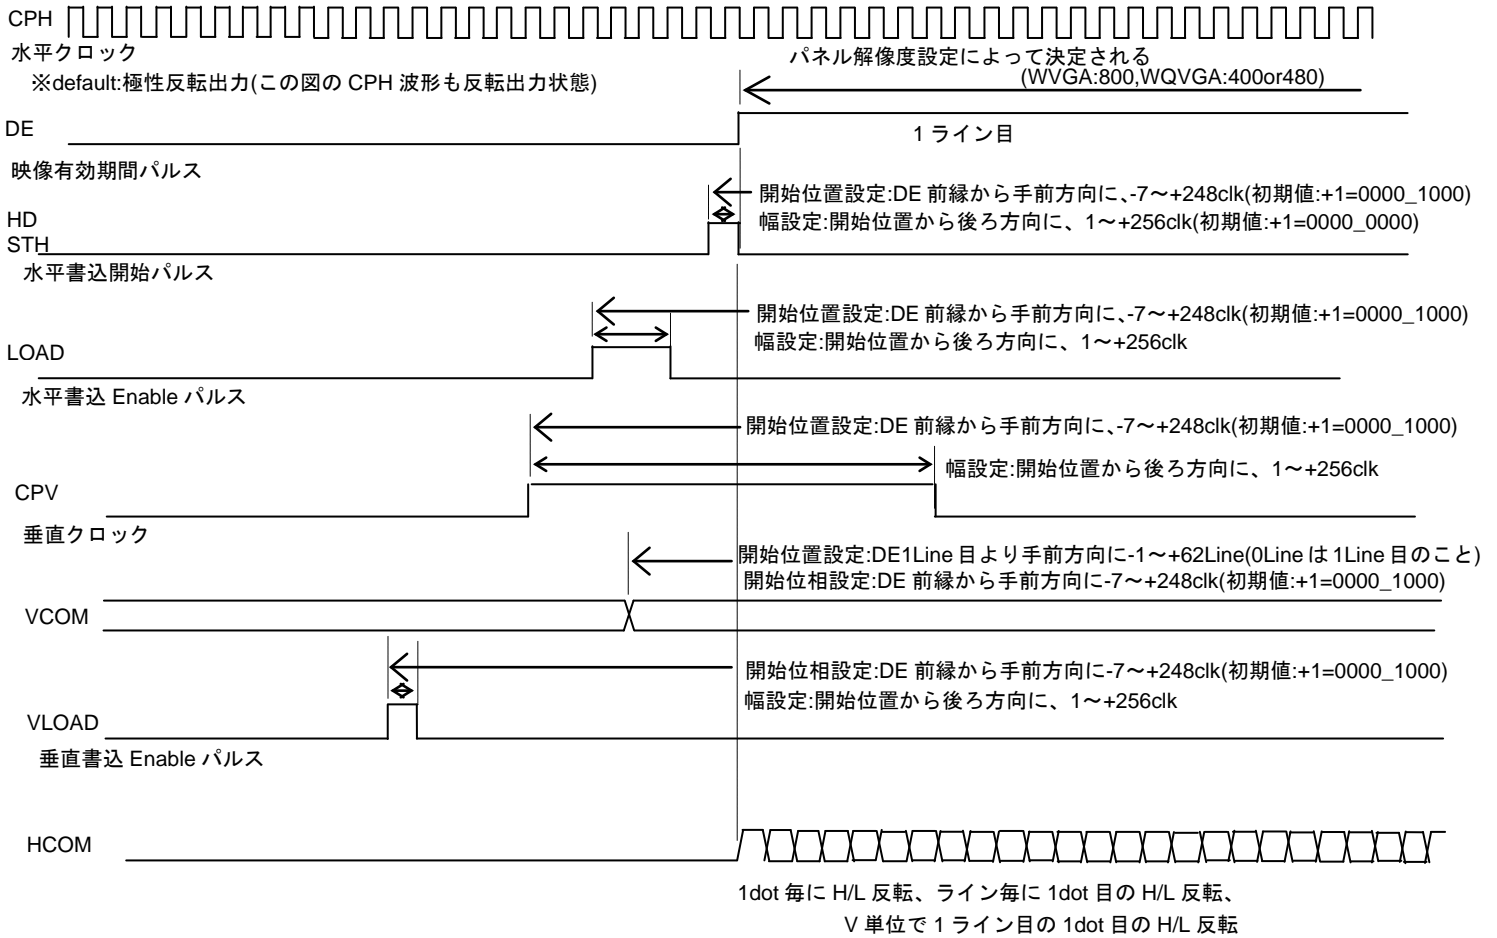 CPH
水平クロック
※default:極性反転出力(この図の CPH 波形も反転出力状態)
パネル解像度設定によって決定される
(WVGA:800,WQVGA:400or480)
DE
1 ライン目
映像有効期間パルス
開始位置設定:DE 前縁から手前方向に、-7～+248clk(初期値:+1=0000_1000)
HD
幅設定:開始位置から後ろ方向に、1～+256clk(初期値:+1=0000_0000)
STH
水平書込開始パルス
開始位置設定:DE 前縁から手前方向に、-7～+248clk(初期値:+1=0000_1000)
幅設定:開始位置から後ろ方向に、1～+256clk
LOAD
水平書込 Enable パルス
開始位置設定:DE 前縁から手前方向に、-7～+248clk(初期値:+1=0000_1000)
幅設定:開始位置から後ろ方向に、1～+256clk
CPV
垂直クロック
開始位置設定:DE1Line 目より手前方向に-1～+62Line(0Line は 1Line 目のこと)
開始位相設定:DE 前縁から手前方向に-7～+248clk(初期値:+1=0000_1000)
VCOM
開始位相設定:DE 前縁から手前方向に-7～+248clk(初期値:+1=0000_1000)
幅設定:開始位置から後ろ方向に、1～+256clk
VLOAD
垂直書込 Enable パルス
HCOM
1dot 毎に H/L 反転、ライン毎に 1dot 目の H/L 反転、
V 単位で 1 ライン目の 1dot 目の H/L 反転